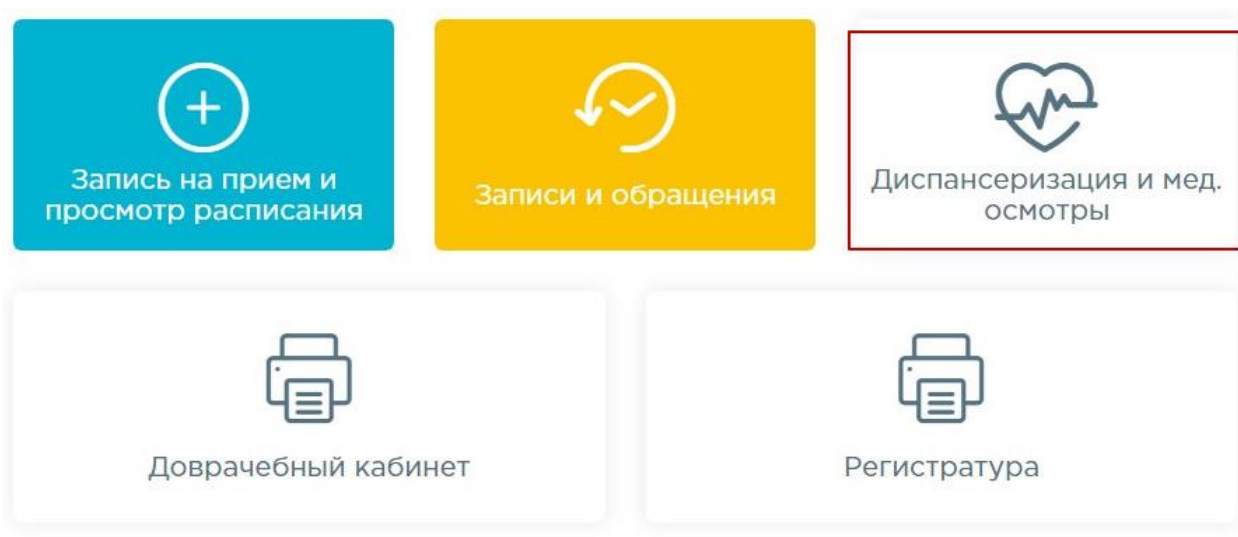 Запись на прием и
просмотр расписания
Записи и обращения
Диспансеризация и мед.
осмотры
Доврачебный кабинет
Регистратура